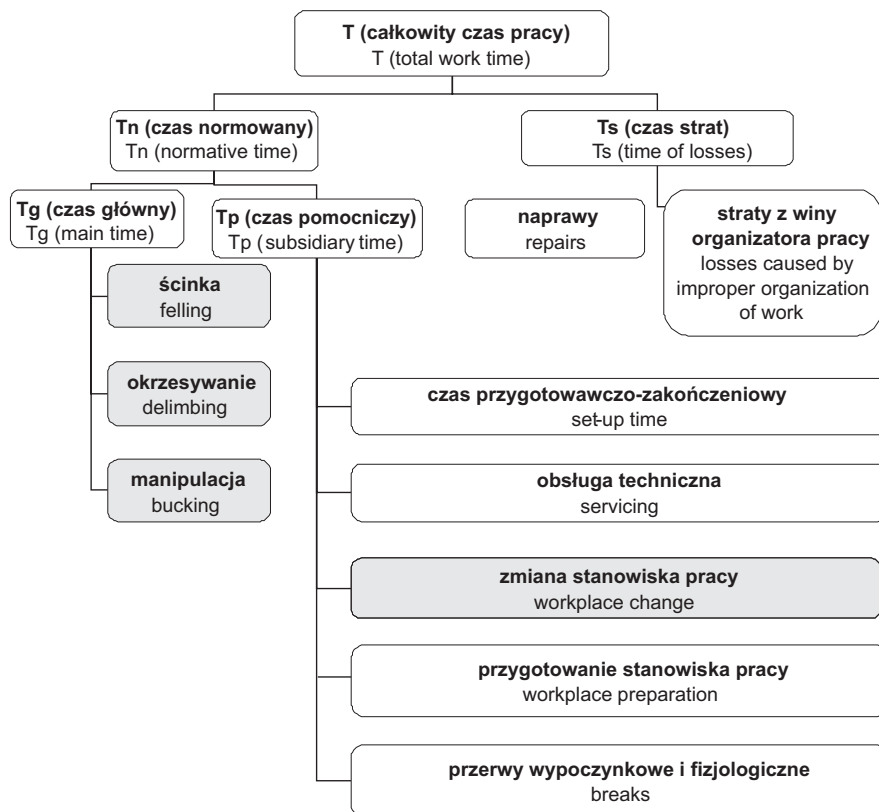 T (całkowity czas pracy)
T (total work time)
Tn (czas normowany)
Tn (normative time)
Ts (czas strat)
Ts (time of losses)
Tg (czas główny)
Tg (main time)
Tp (czas pomocniczy)
Tp (subsidiary time)
naprawy
repairs
straty z winy
organizatora pracy
losses caused by
improper organization
of work
ścinka
felling
okrzesywanie
delimbing
manipulacja
bucking
czas przygotowawczo-zakończeniowy
set-up time
obsługa techniczna
servicing
zmiana stanowiska pracy
workplace change
przygotowanie stanowiska pracy
workplace preparation
przerwy wypoczynkowe i fizjologiczne
breaks